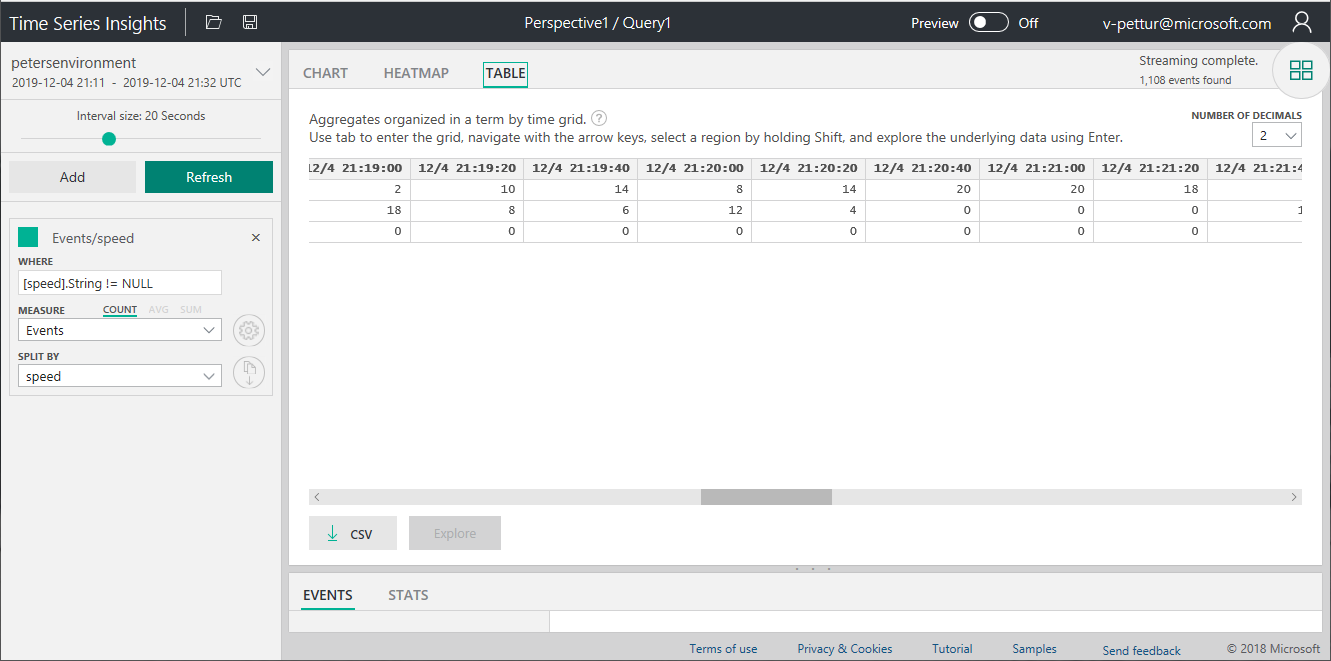 Time Series Insights
Perspective1 / Query1
Preview Off
v-pettur@microsoft.com
petersenvironment
2019-12-04 21:11 - 2019-12-04 21:32 UTC
Interval size: 20 Seconds
Add Refresh
Events/speed
WHERE
[speed].String != NULL
MEASURE COUNT AVG SUM
Events
SPLIT BY
speed
CHART HEATMAP TABLE
Streaming complete.
1,108 events found
Aggregates organized in a term by time grid. ?
Use tab to enter the grid, navigate with the arrow keys, select a region by holding Shift, and explore the underlying data using Enter.
NUMBER OF DECIMALS
2
12/4 21:19:00 12/4 21:19:20 12/4 21:19:40 12/4 21:20:00 12/4 21:20:20 12/4 21:20:40 12/4 21:21:00 12/4 21:21:20 12/4 21:21:4
2 10 14 8 14 20 20 18
18 8 6 12 4 0 0 0 1
0 0 0 0 0 0 0 0
CSV Explore
EVENTS STATS
Terms of use Privacy & Cookies Tutorial Samples Send feedback © 2018 Microsoft